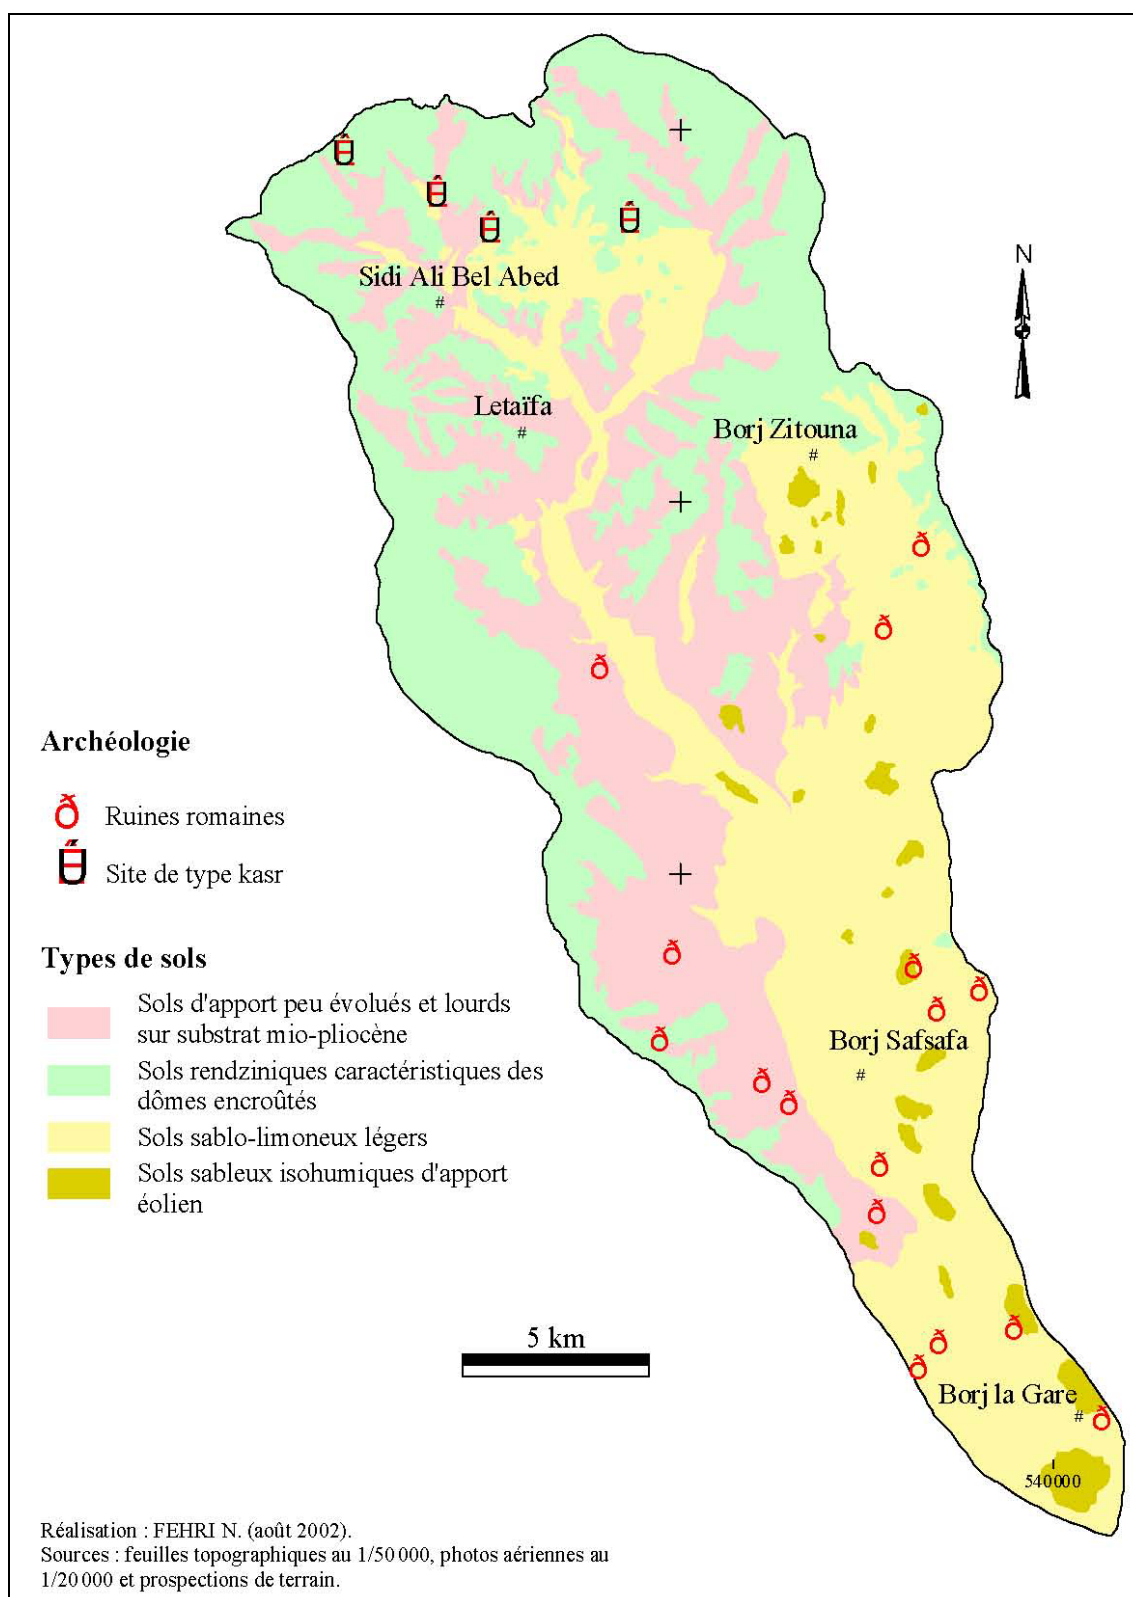 N
Sidi Ali Bel Abed
Letaïfa
Borj Zitouna
Archéologie
Ruines romaines
Site de type kasr
Types de sols
Sols d'apport peu évolués et lourds
sur substrat mio-pliocène
Sols rendziniques caractéristiques des
dômes encroûtés
Sols sablo-limoneux légers
Sols sableux isohumiques d'apport
éolien
Borj Safsafa
5 km
Borj la Gare
540000
Réalisation : FEHRI N. (août 2002).
Sources : feuilles topographiques au 1/50 000, photos aériennes au
1/20 000 et prospections de terrain.